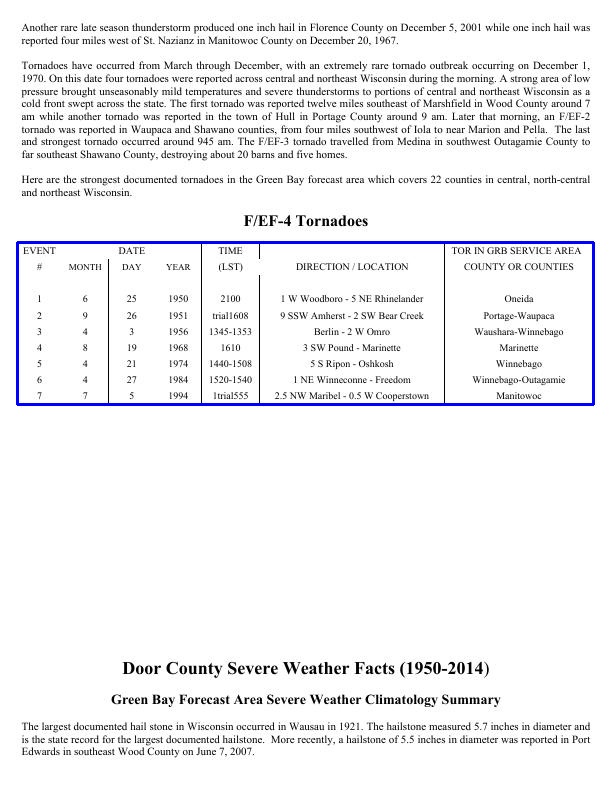 Another rare late season thunderstorm produced one inch hail in Florence County on December 5, 2001 while one inch hail was
reported four miles west of St. Nazianz in Manitowoc County on December 20, 1967.
Tornadoes have occurred from March through December, with an extremely rare tornado outbreak occurring on December 1,
1970. On this date four tornadoes were reported across central and northeast Wisconsin during the morning. A strong area of low
pressure brought unseasonably mild temperatures and severe thunderstorms to portions of central and northeast Wisconsin as a
cold front swept across the state. The first tornado was reported twelve miles southeast of Marshfield in Wood County around 7
am while another tornado was reported in the town of Hull in Portage County around 9 am. Later that morning, an F/EF-2
tornado was reported in Waupaca and Shawano counties, from four miles southwest of Iola to near Marion and Pella. The last
and strongest tornado occurred around 945 am. The F/EF-3 tornado travelled from Medina in southwest Outagamie County to
far southeast Shawano County, destroying about 20 barns and five homes.
Here are the strongest documented tornadoes in the Green Bay forecast area which covers 22 counties in central, north-central
and northeast Wisconsin.
F/EF-4 Tornadoes
EVENT DATE TIME TOR IN GRB SERVICE AREA
# MONTH DAY YEAR (LST) DIRECTION / LOCATION COUNTY OR COUNTIES
1 6 25 1950 2100 1 W Woodboro - 5 NE Rhinelander Oneida
2 9 26 1951 trial1608 9 SSW Amherst - 2 SW Bear Creek Portage-Waupaca
3 4 3 1956 1345-1353 Berlin - 2 W Omro Waushara-Winnebago
4 8 19 1968 1610 3 SW Pound - Marinette Marinette
5 4 21 1974 1440-1508 5 S Ripon - Oshkosh Winnebago
6 4 27 1984 1520-1540 1 NE Winneconne - Freedom Winnebago-Outagamie
7 7 5 1994 1trial555 2.5 NW Maribel - 0.5 W Cooperstown Manitowoc
Door County Severe Weather Facts (1950-2014)
Green Bay Forecast Area Severe Weather Climatology Summary
The largest documented hail stone in Wisconsin occurred in Wausau in 1921. The hailstone measured 5.7 inches in diameter and
is the state record for the largest documented hailstone. More recently, a hailstone of 5.5 inches in diameter was reported in Port
Edwards in southeast Wood County on June 7, 2007.